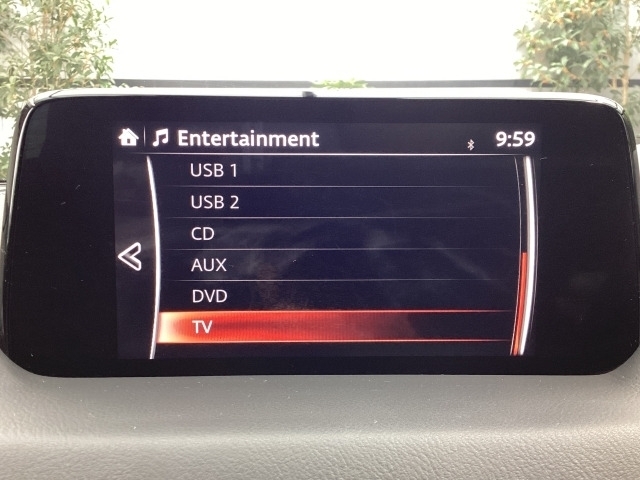 Entertainment 9:59
USB 1
USB 2
CD
AUX
DVD
TV